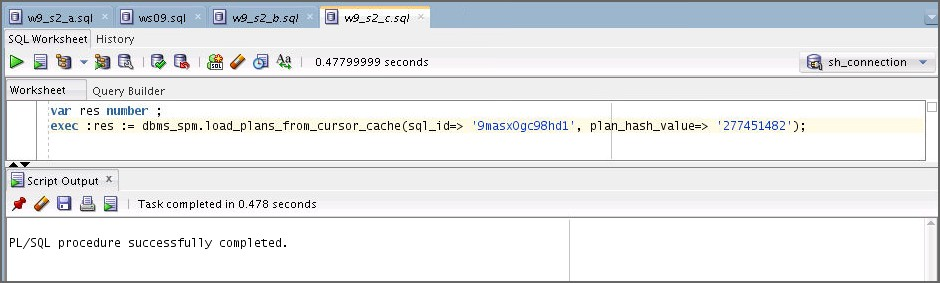 w9_s2_a.sql ws09.sql w9_s2_b.sql w9_s2_c.sql
SQL Worksheet History
0.47799999 seconds sh_connection
Worksheet Query Builder
var res number ;
exec :res := dbms_spm.load_plans_from_cursor_cache(sql_id=> '9masx0gc98hd1', plan_hash_value=> '277451482');
Script Output x
Task completed in 0.478 seconds
PL/SQL procedure successfully completed.